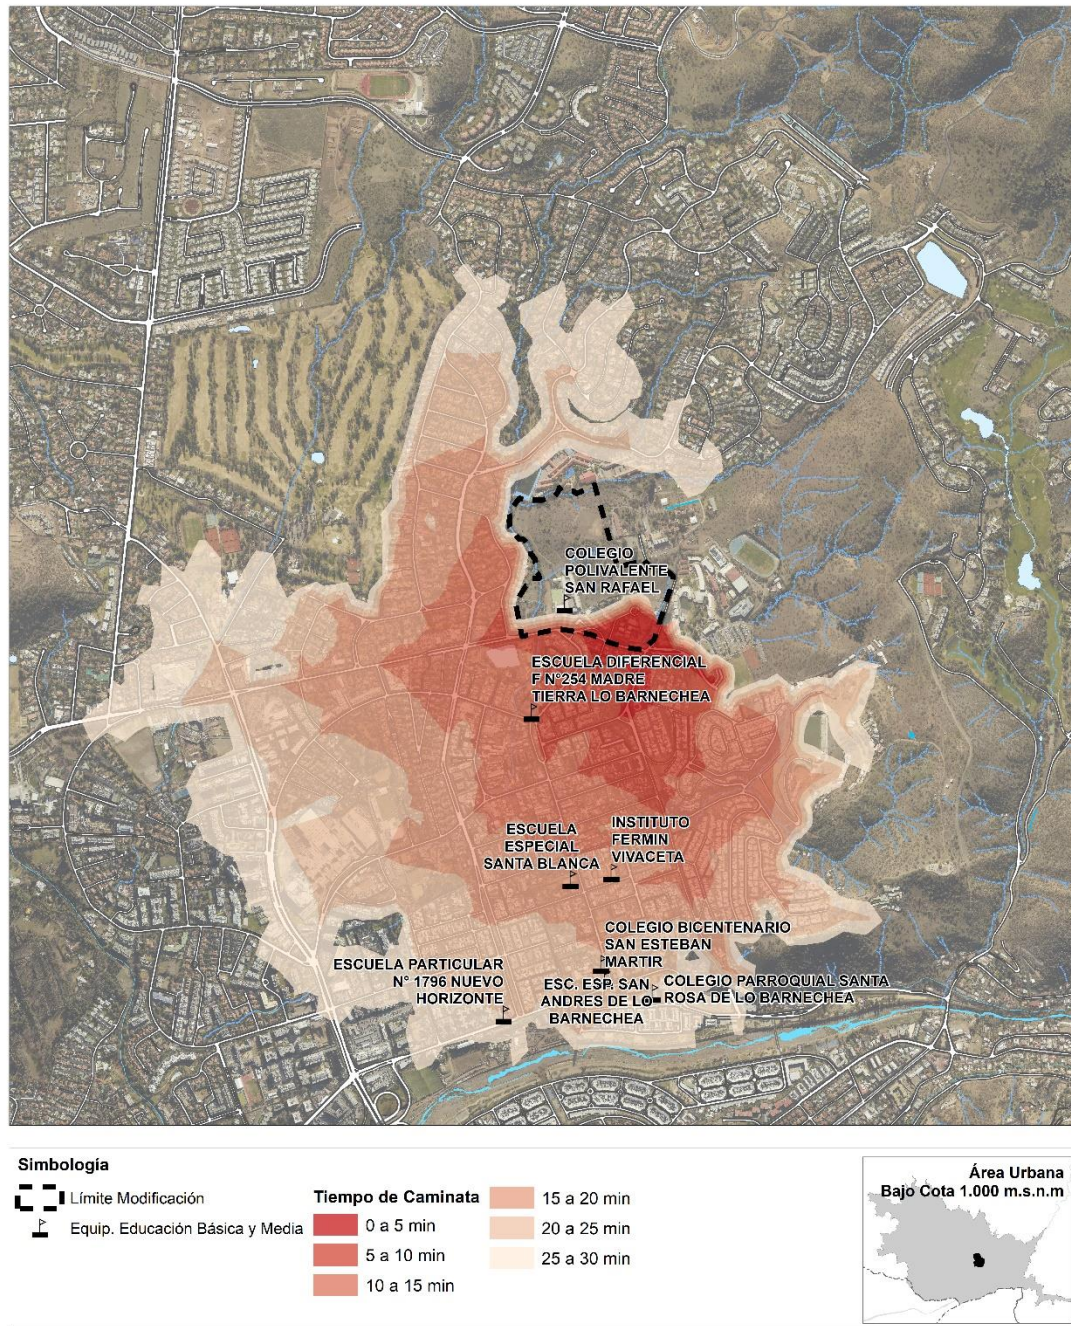 COLEGIO
POLIVALENTE
SAN RAFAEL
ESCUELA DIFERENCIAL
F N°254 MADRE
TIERRA LO BARNECHEA
ESCUELA
ESPECIAL
SANTA BLANCA
INSTITUTO
FERMIN
VIVACETA
COLEGIO BICENTENARIO
SAN ESTEBAN
MARTIR
ESCUELA PARTICULAR
N° 1796 NUEVO
HORIZONTE
ESC. ESP. SAN
ANDRES DE LO
BARNECHEA
COLEGIO PARROQUIAL SANTA
ROSA DE LO BARNECHEA
Simbología
Límite Modificación
Equip. Educación Básica y Media
Tiempo de Caminata
0 a 5 min
5 a 10 min
10 a 15 min
15 a 20 min
20 a 25 min
25 a 30 min
Área Urbana
Bajo Cota 1.000 m.s.n.m